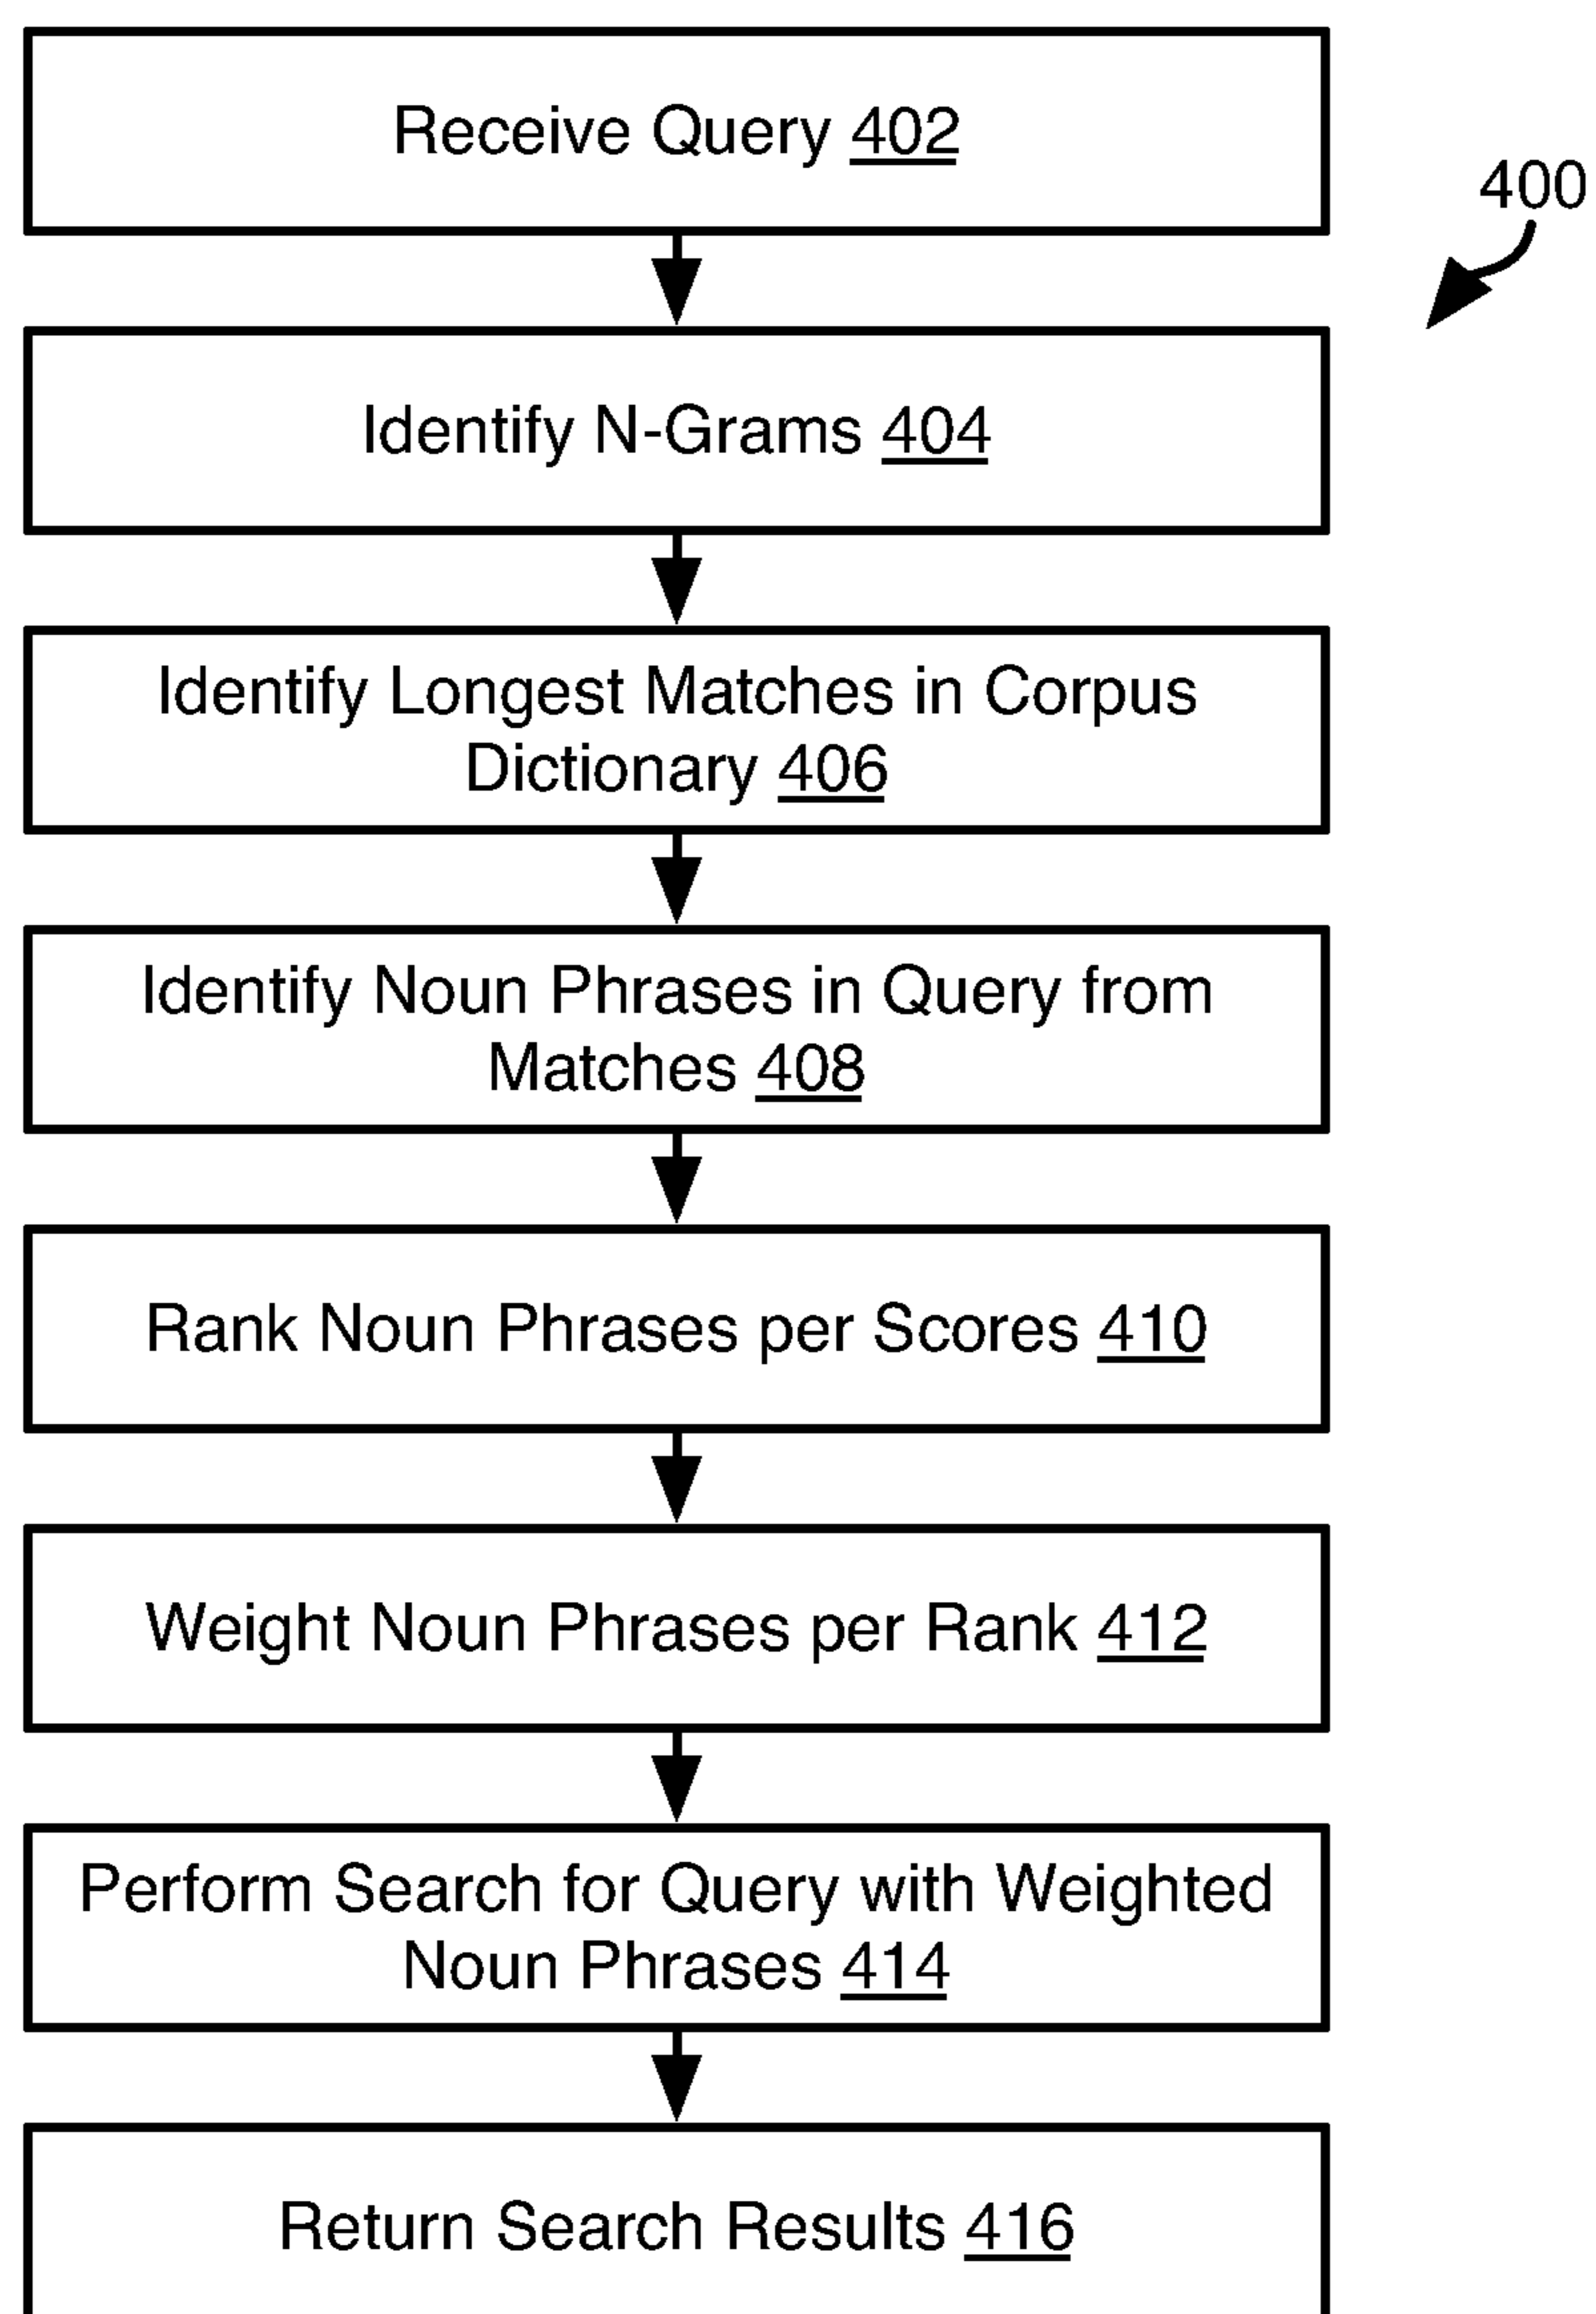 Receive Query 402
400
Identify N-Grams 404
Identify Longest Matches in Corpus
Dictionary 406
Identify Noun Phrases in Query from
Matches 408
Rank Noun Phrases per Scores 410
Weight Noun Phrases per Rank 412
Perform Search for Query with Weighted
Noun Phrases 414
Return Search Results 416